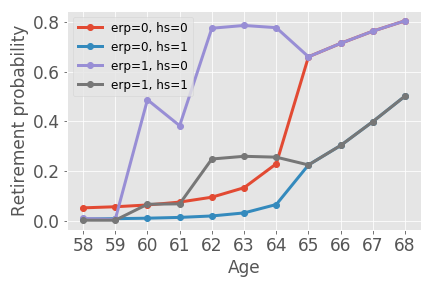 Retirement probability
0.8
0.6
0.4
0.2
0.0
erp=0, hs=0
erp=0, hs=1
erp=1, hs=0
erp=1, hs=1
58 59 60 61 62 63 64 65 66 67 68
Age